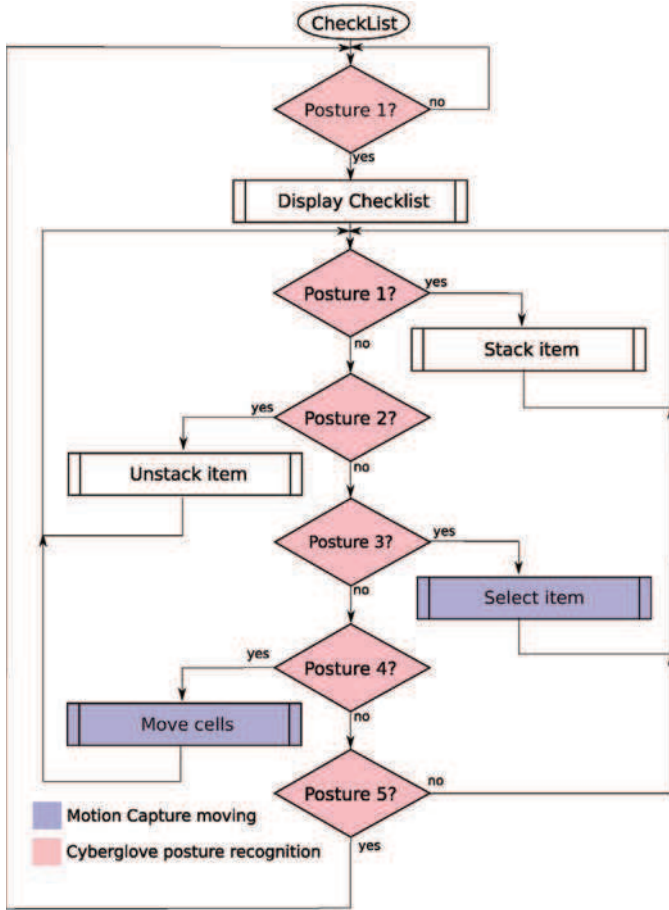 CheckList
Posture 1?
no
yes
Display Checklist
Posture 1?
yes
no
Stack item
Posture 2?
yes
no
Unstack item
Posture 3?
yes
no
Select item
Posture 4?
yes
no
Move cells
Posture 5?
no
yes
Motion Capture moving
Cyberglove posture recognition